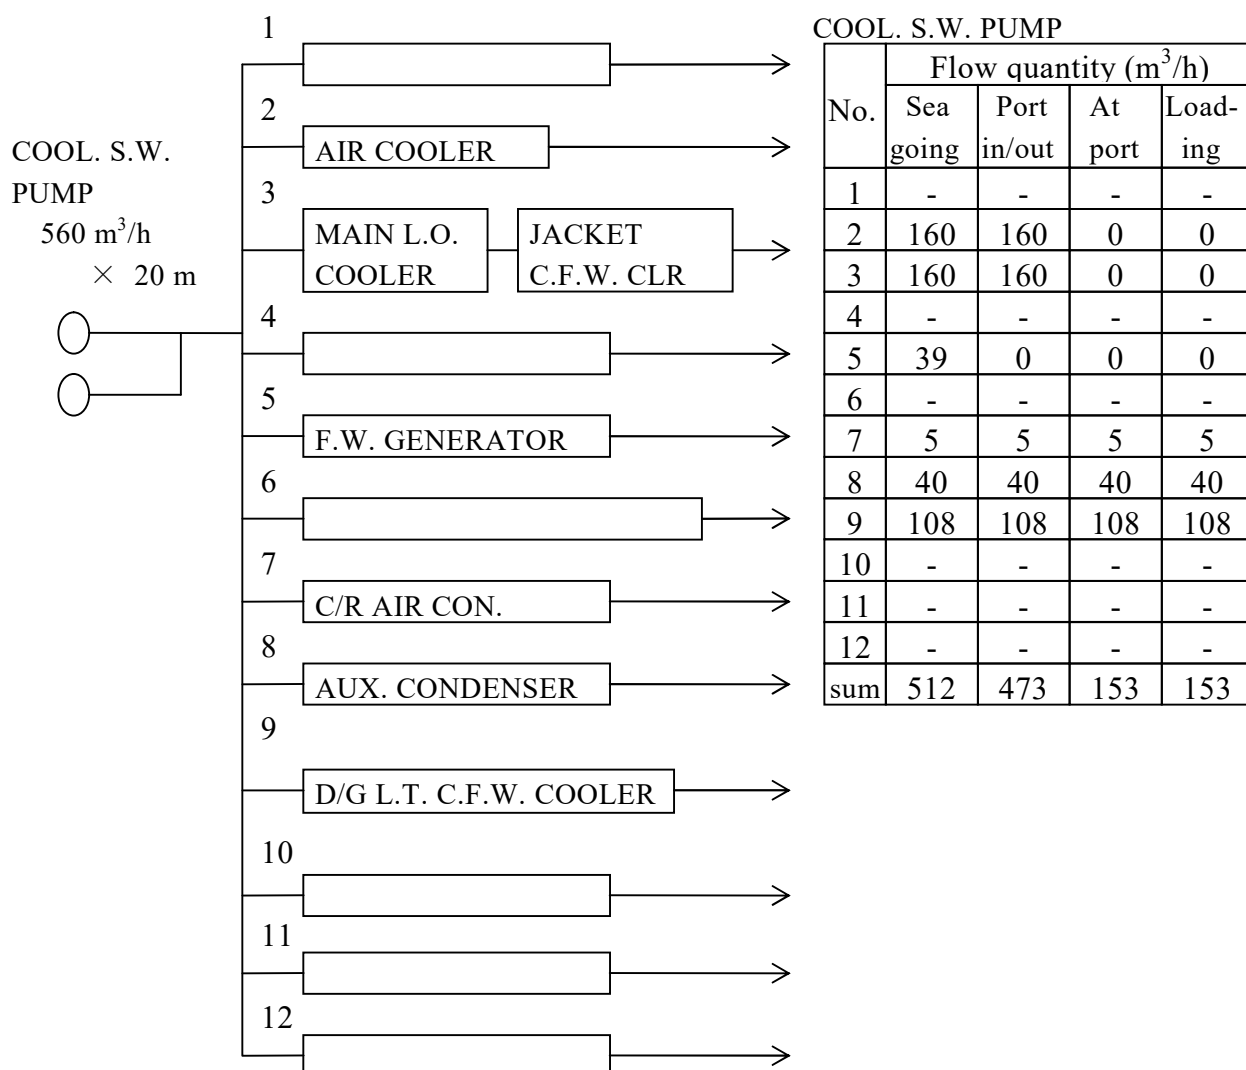 COOL. S.W.
PUMP
560 m³/h
× 20 m
1
2
AIR COOLER
3
MAIN L.O.
COOLER
JACKET
C.F.W. CLR
4
5
F.W. GENERATOR
6
7
C/R AIR CON.
8
AUX. CONDENSER
9
D/G L.T. C.F.W. COOLER
10
11
12
COOL. S.W. PUMP
No. Flow quantity (m³/h)
Sea Port At Load-
going in/out port ing
1 - - - -
2 160 160 0 0
3 160 160 0 0
4 - - - -
5 39 0 0 0
6 - - - -
7 5 5 5 5
8 40 40 40 40
9 108 108 108 108
10 - - - -
11 - - - -
12 - - - -
sum 512 473 153 153